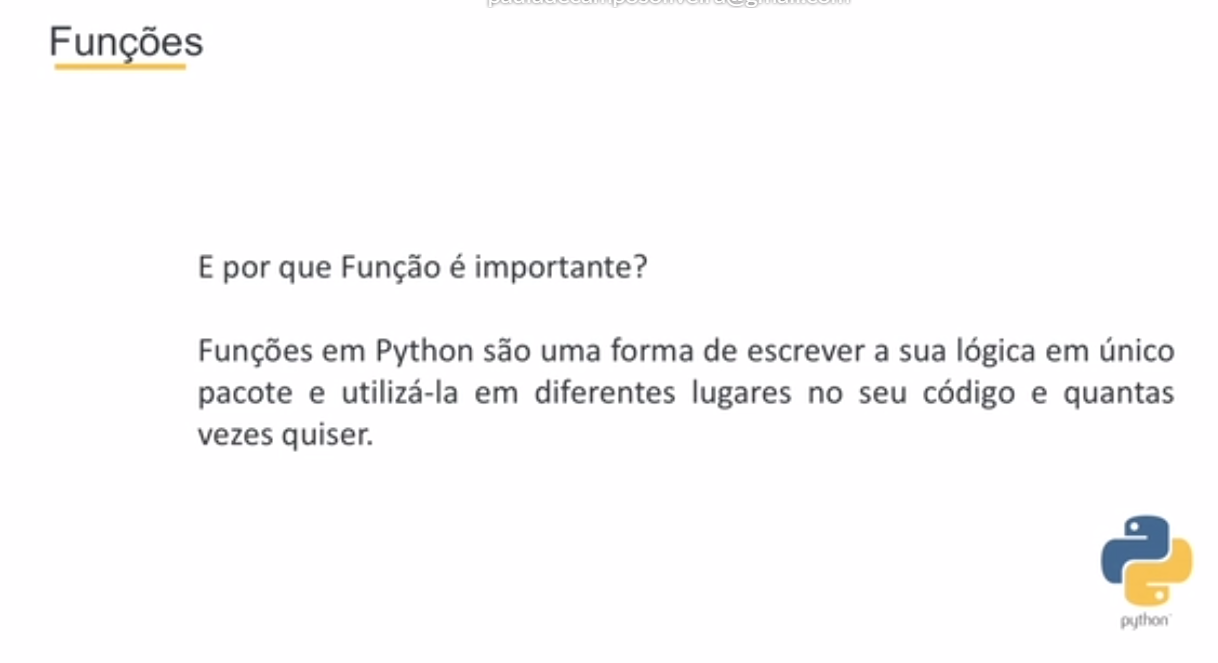 Funções
E por que Função é importante?
Funções em Python são uma forma de escrever a sua lógica em único
pacote e utilizá-la em diferentes lugares no seu código e quantas
vezes quiser.
python